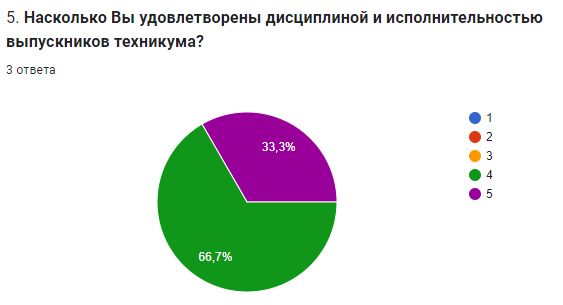 5. Насколько Вы удовлетворены дисциплиной и исполнительностью
выпускников техникума?
3 ответа
33,3%
66,7%
1
2
3
4
5